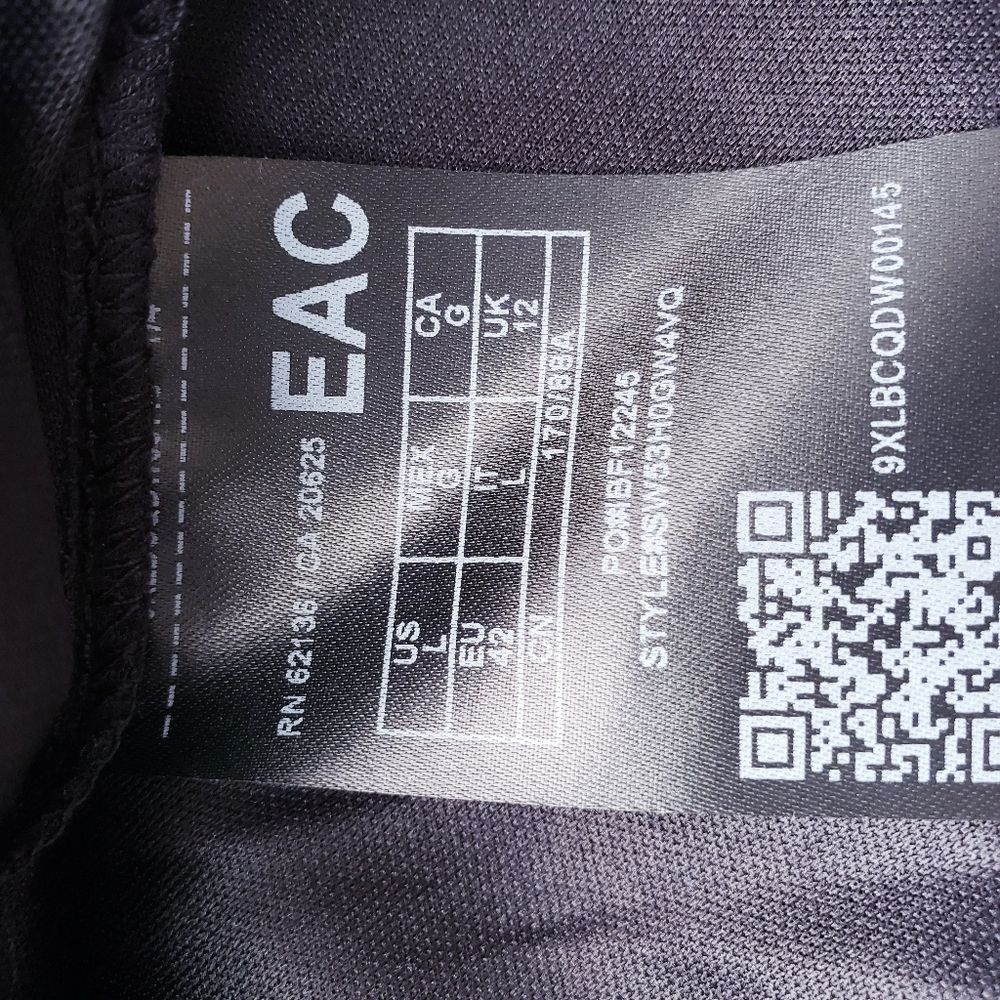 RN 62136 / CA 20625
EAC
US
L
MEX
G
CA
G
EU
42
IT
L
UK
12
CN
170/88A
PO#:BF12245
STYLE#:SW53H0GW4VQ
9XLBCQDW00145